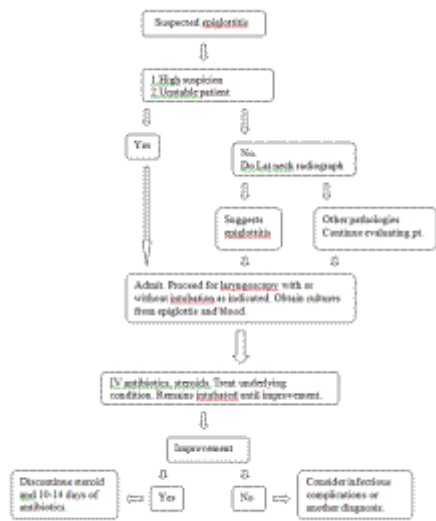 Suspected epiglottitis
1.High suspicion
2.Unstable patient
Yes
No.
Do Lat neck radiograph
Suggests
epiglottitis
Other pathologies
Continue evaluating pt.
Admit. Proceed for laryngoscopy with or
without intubation as indicated. Obtain cultures
from epiglottis and blood.
IV antibiotics, steroids. Treat underlying
condition. Remains intubated until improvement.
Improvement
Discontinue steroid
and 10-14 days of
antibiotics.
Yes
No
Consider infectious
complications or
another diagnosis.